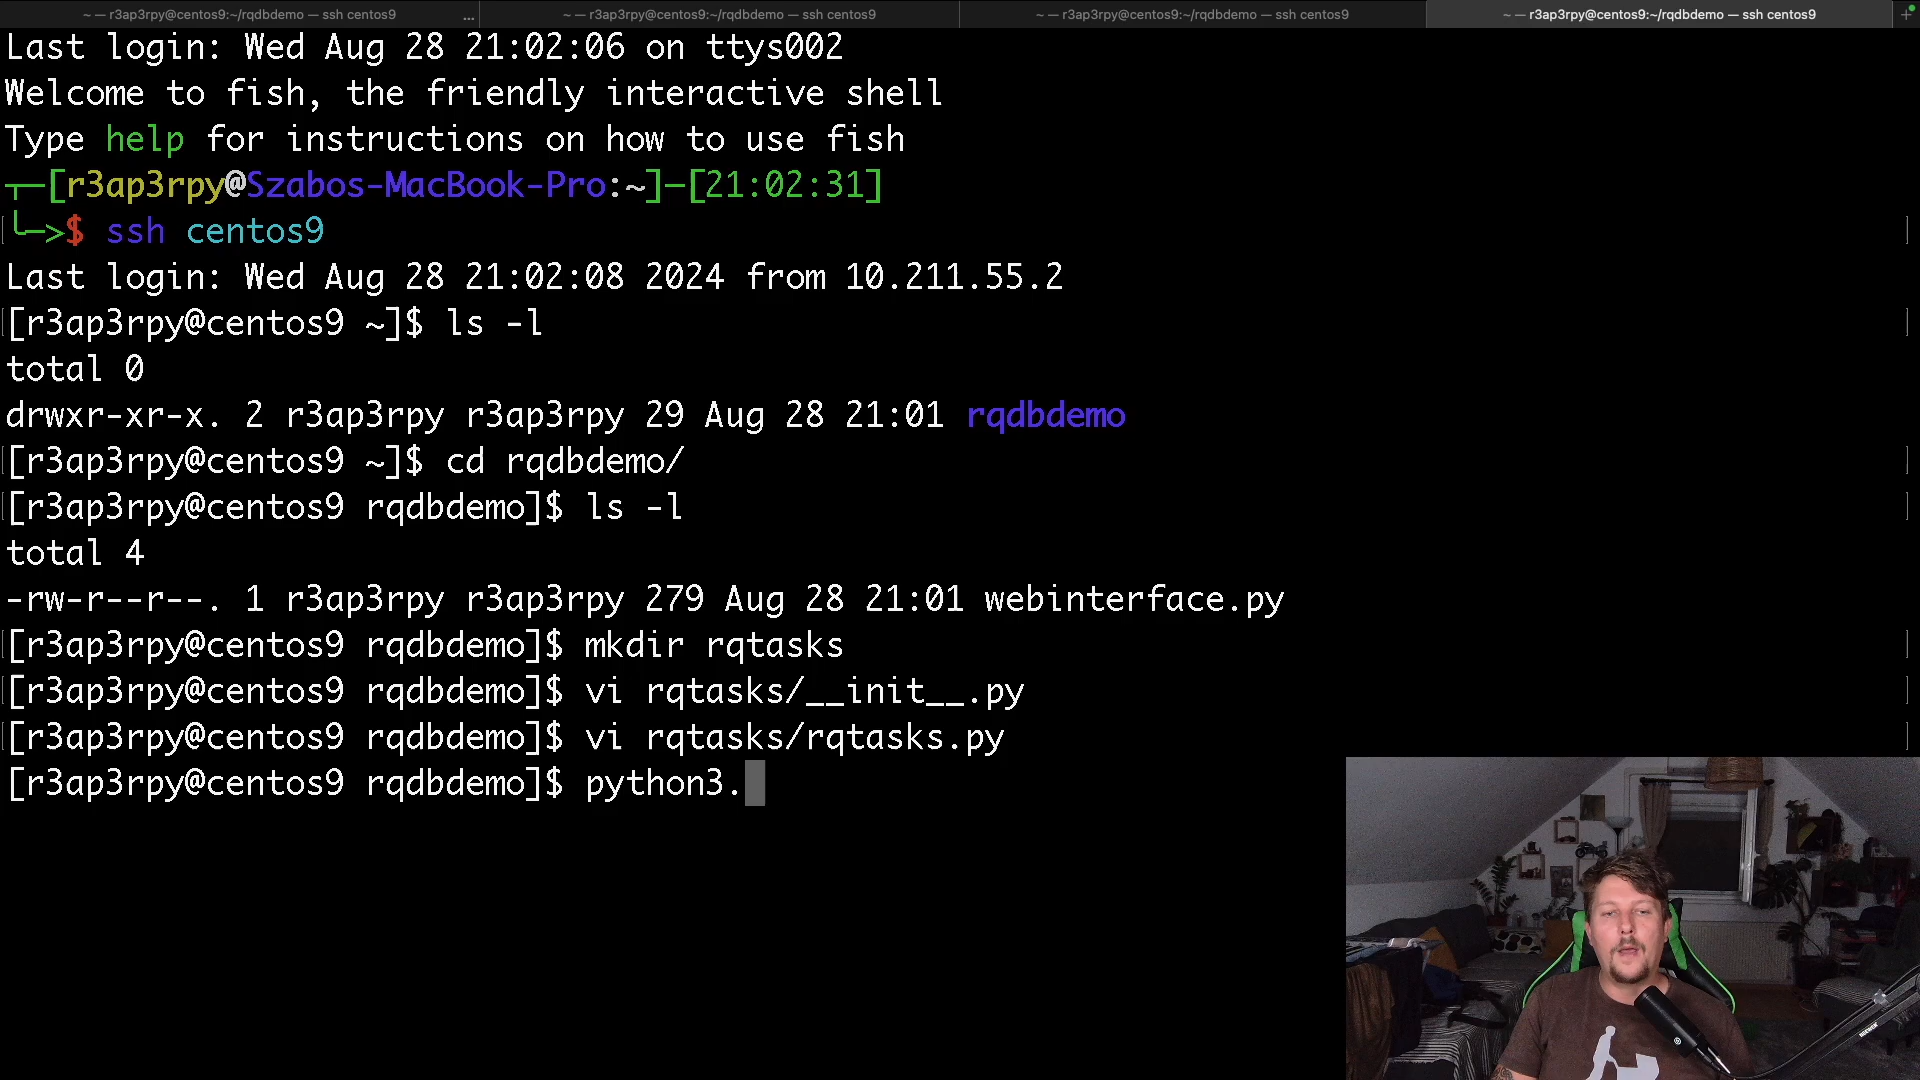 ~ — r3ap3rpy@centos9:~/rqdbdemo — ssh centos9 ... ~ — r3ap3rpy@centos9:~/rqdbdemo — ssh centos9 ~ — r3ap3rpy@centos9:~/rqdbdemo — ssh centos9 ~ — r3ap3rpy@centos9:~/rqdbdemo — ssh centos9 +
Last login: Wed Aug 28 21:02:06 on ttys002
Welcome to fish, the friendly interactive shell
Type help for instructions on how to use fish
┬─[r3ap3rpy@Szabos-MacBook-Pro:~]─[21:02:31]
╰─>$ ssh centos9
Last login: Wed Aug 28 21:02:08 2024 from 10.211.55.2
[r3ap3rpy@centos9 ~]$ ls -l
total 0
drwxr-xr-x. 2 r3ap3rpy r3ap3rpy 29 Aug 28 21:01 rqdbdemo
[r3ap3rpy@centos9 ~]$ cd rqdbdemo/
[r3ap3rpy@centos9 rqdbdemo]$ ls -l
total 4
-rw-r--r--. 1 r3ap3rpy r3ap3rpy 279 Aug 28 21:01 webinterface.py
[r3ap3rpy@centos9 rqdbdemo]$ mkdir rqtasks
[r3ap3rpy@centos9 rqdbdemo]$ vi rqtasks/__init__.py
[r3ap3rpy@centos9 rqdbdemo]$ vi rqtasks/rqtasks.py
[r3ap3rpy@centos9 rqdbdemo]$ python3.